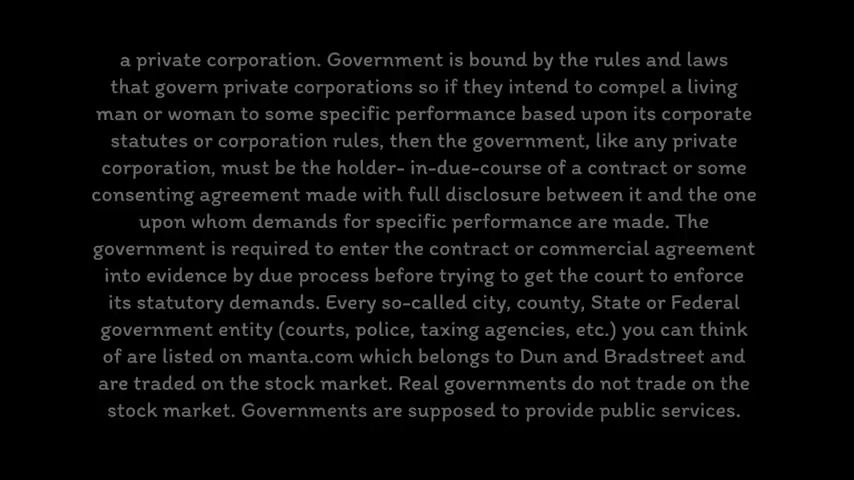 a private corporation. Government is bound by the rules and laws
that govern private corporations so if they intend to compel a living
man or woman to some specific performance based upon its corporate
statutes or corporation rules, then the government, like any private
corporation, must be the holder- in-due-course of a contract or some
consenting agreement made with full disclosure between it and the one
upon whom demands for specific performance are made. The
government is required to enter the contract or commercial agreement
into evidence by due process before trying to get the court to enforce
its statutory demands. Every so-called city, county, State or Federal
government entity (courts, police, taxing agencies, etc.) you can think
of are listed on manta.com which belongs to Dun and Bradstreet and
are traded on the stock market. Real governments do not trade on the
stock market. Governments are supposed to provide public services.